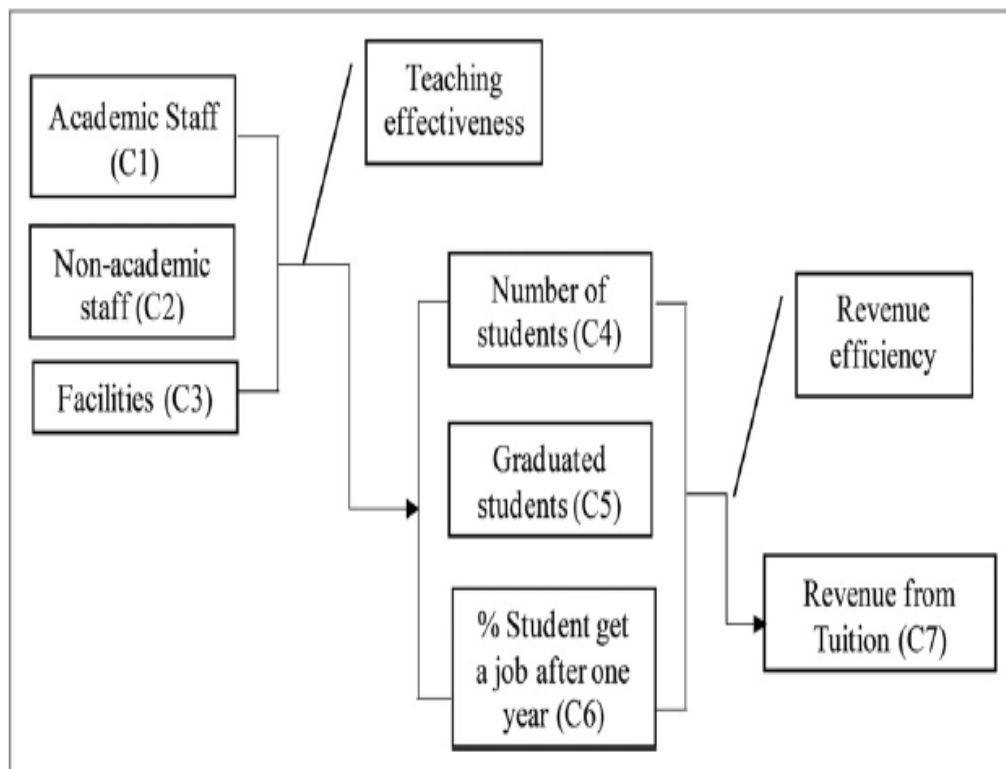 Academic Staff
(C1)
Non-academic
staff (C2)
Facilities (C3)
Teaching
effectiveness
Number of
students (C4)
Graduated
students (C5)
% Student get
a job after one
year (C6)
Revenue
efficiency
Revenue from
Tuition (C7)